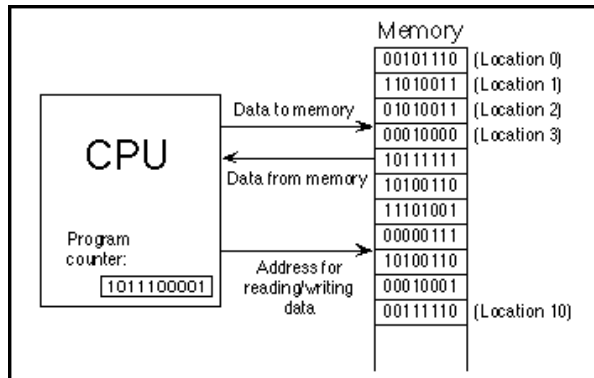 Memory
00101110 (Location 0)
11010011 (Location 1)
01010011 (Location 2)
00010000 (Location 3)
10111111
10100110
11101001
00000111
10100110
00010001
00111110 (Location 10)
Data to memory
Data from memory
Address for
reading/writing
data
CPU
Program
counter:
1011100001